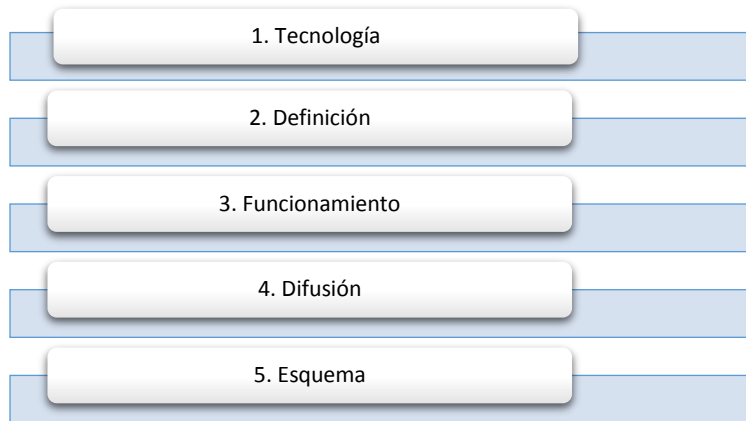 1. Tecnología
2. Definición
3. Funcionamiento
4. Difusión
5. Esquema